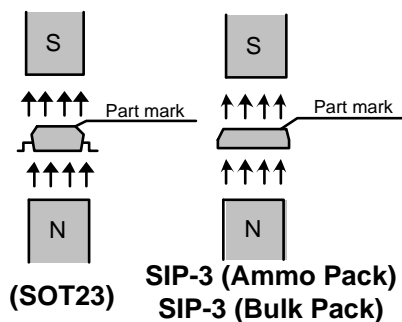 S
S
Part mark
Part mark
N
N
(SOT23)
SIP-3 (Ammo Pack)
SIP-3 (Bulk Pack)